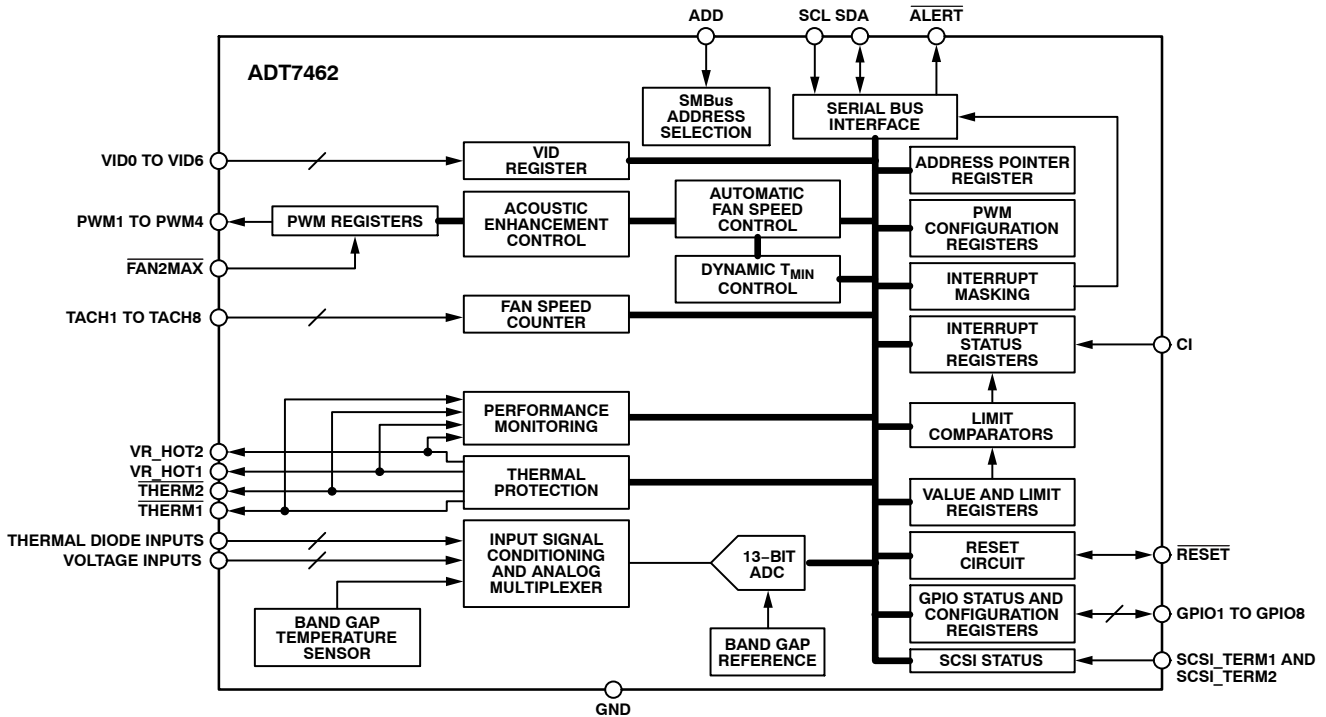 ADD
SCL SDA
ALERT
ADT7462
SMBus
ADDRESS
SELECTION
SERIAL BUS
INTERFACE
VID0 TO VID6
VID
REGISTER
ADDRESS POINTER
REGISTER
PWM1 TO PWM4
PWM REGISTERS
ACOUSTIC
ENHANCEMENT
CONTROL
AUTOMATIC
FAN SPEED
CONTROL
PWM
CONFIGURATION
REGISTERS
FAN2MAX
DYNAMIC TMIN
CONTROL
INTERRUPT
MASKING
TACH1 TO TACH8
FAN SPEED
COUNTER
INTERRUPT
STATUS
REGISTERS
CI
PERFORMANCE
MONITORING
LIMIT
COMPARATORS
VR_HOT2
VR_HOT1
THERM2
THERM1
THERMAL
PROTECTION
VALUE AND LIMIT
REGISTERS
THERMAL DIODE INPUTS
VOLTAGE INPUTS
INPUT SIGNAL
CONDITIONING
AND ANALOG
MULTIPLEXER
13−BIT
ADC
RESET
CIRCUIT
RESET
BAND GAP
TEMPERATURE
SENSOR
BAND GAP
REFERENCE
GPIO STATUS AND
CONFIGURATION
REGISTERS
GPIO1 TO GPIO8
SCSI STATUS
SCSI_TERM1 AND
SCSI_TERM2
GND